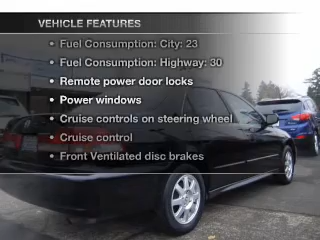 VEHICLE FEATURES
• Fuel Consumption: City: 23
• Fuel Consumption: Highway: 30
• Remote power door locks
• Power windows
• Cruise controls on steering wheel
• Cruise control
• Front Ventilated disc brakes